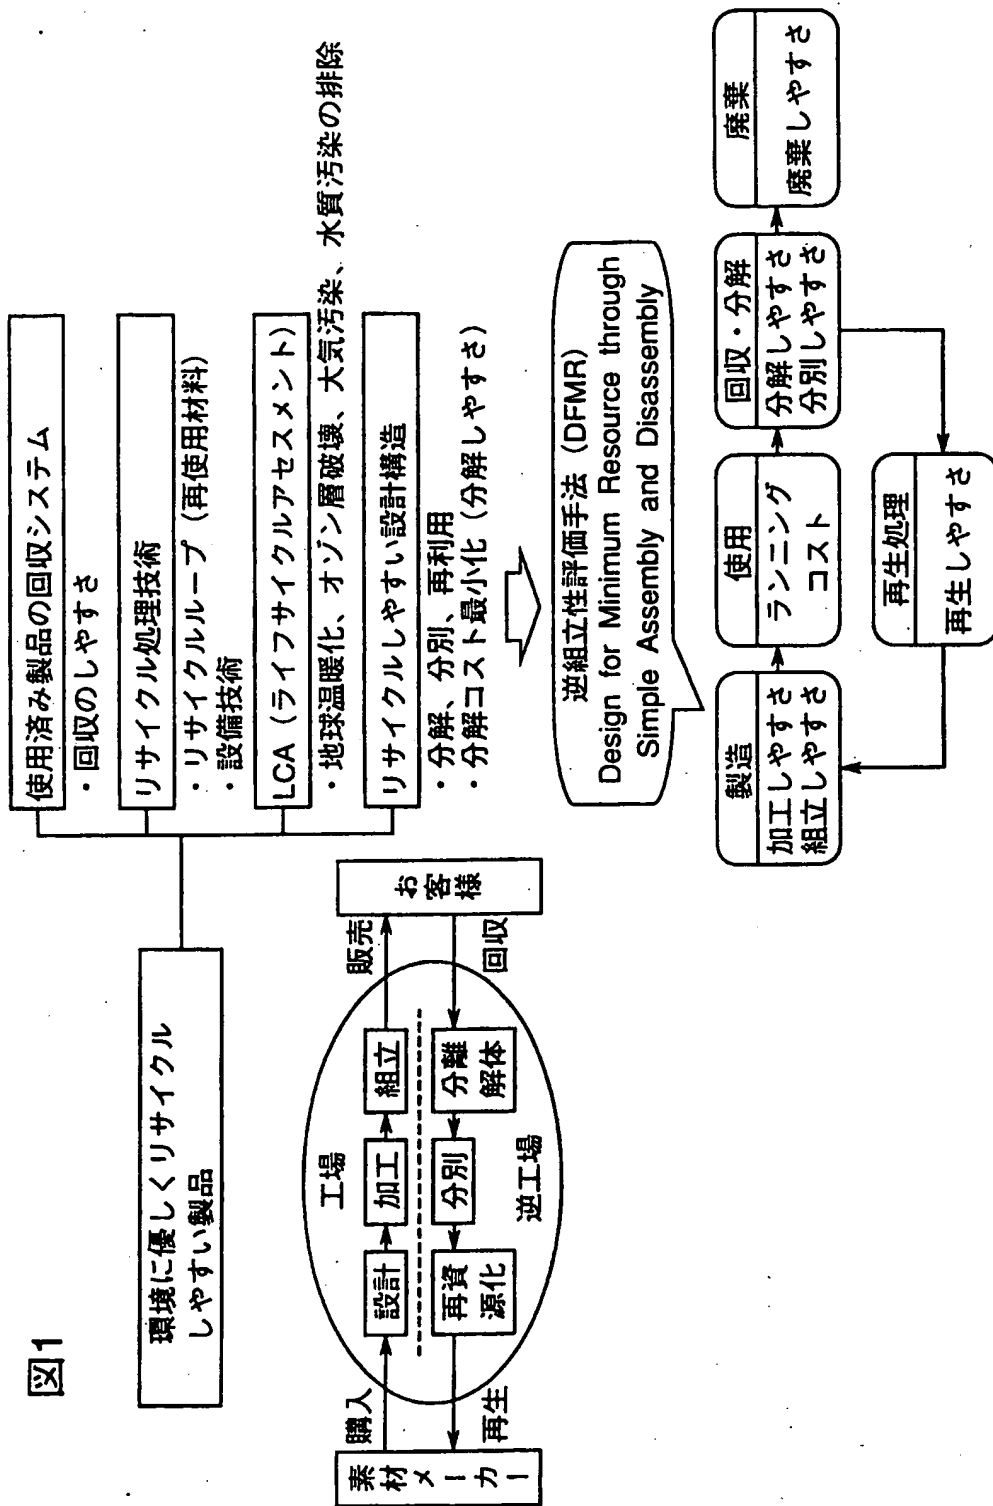 図1
環境に優しくリサイクル
しやすい製品
使用済み製品の回収システム
・回収のしやすさ
リサイクル処理技術
・リサイクルループ（再使用材料）
・設備技術
LCA（ライフサイクルアセスメント）
・地球温暖化、オゾン層破壊、大気汚染、水質汚染の排除
リサイクルしやすい設計構造
・分解、分別、再利用
・分解コスト最小化（分解しやすさ）
素材メーカー
購入
再生
工場
設計
加工
組立
再資
源化
分別
分離
解体
逆工場
販売
回収
お客様
逆組立性評価手法（DFMR）
Design for Minimum Resource through
Simple Assembly and Disassembly
製造
加工しやすさ
組立しやすさ
使用
ランニング
コスト
回収・分解
分解しやすさ
分別しやすさ
廃棄
廃棄しやすさ
再生処理
再生しやすさ